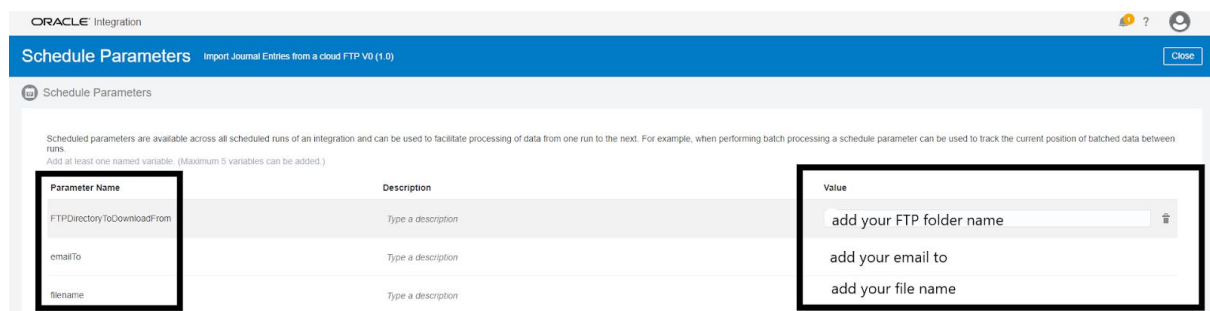 ORACLE Integration
1 ?
Schedule Parameters Import Journal Entries from a cloud FTP V0 (1.0) Close
Schedule Parameters
Scheduled parameters are available across all scheduled runs of an integration and can be used to facilitate processing of data from one run to the next. For example, when performing batch processing a schedule parameter can be used to track the current position of batched data between
runs.
Add at least one named variable. (Maximum 5 variables can be added.)
Parameter Name Description Value
FTPDirectoryToDownloadFrom Type a description add your FTP folder name
emailTo Type a description add your email to
filename Type a description add your file name